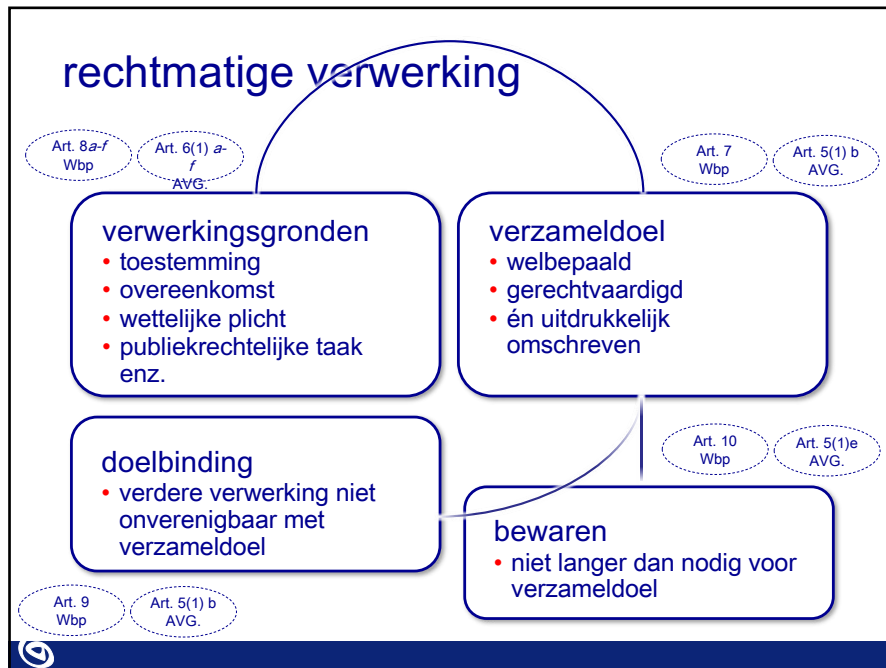 rechtmatige verwerking
Art. 8a-f
Wbp
Art. 6(1) a-
f
AVG.
Art. 7
Wbp
Art. 5(1) b
AVG.
verwerkingsgronden
• toestemming
• overeenkomst
• wettelijke plicht
• publiekrechtelijke taak
enz.
verzameldoel
• welbepaald
• gerechtvaardigd
• én uitdrukkelijk
omschreven
Art. 10
Wbp
Art. 5(1)e
AVG.
doelbinding
• verdere verwerking niet
onverenigbaar met
verzameldoel
bewaren
• niet langer dan nodig voor
verzameldoel
Art. 9
Wbp
Art. 5(1) b
AVG.